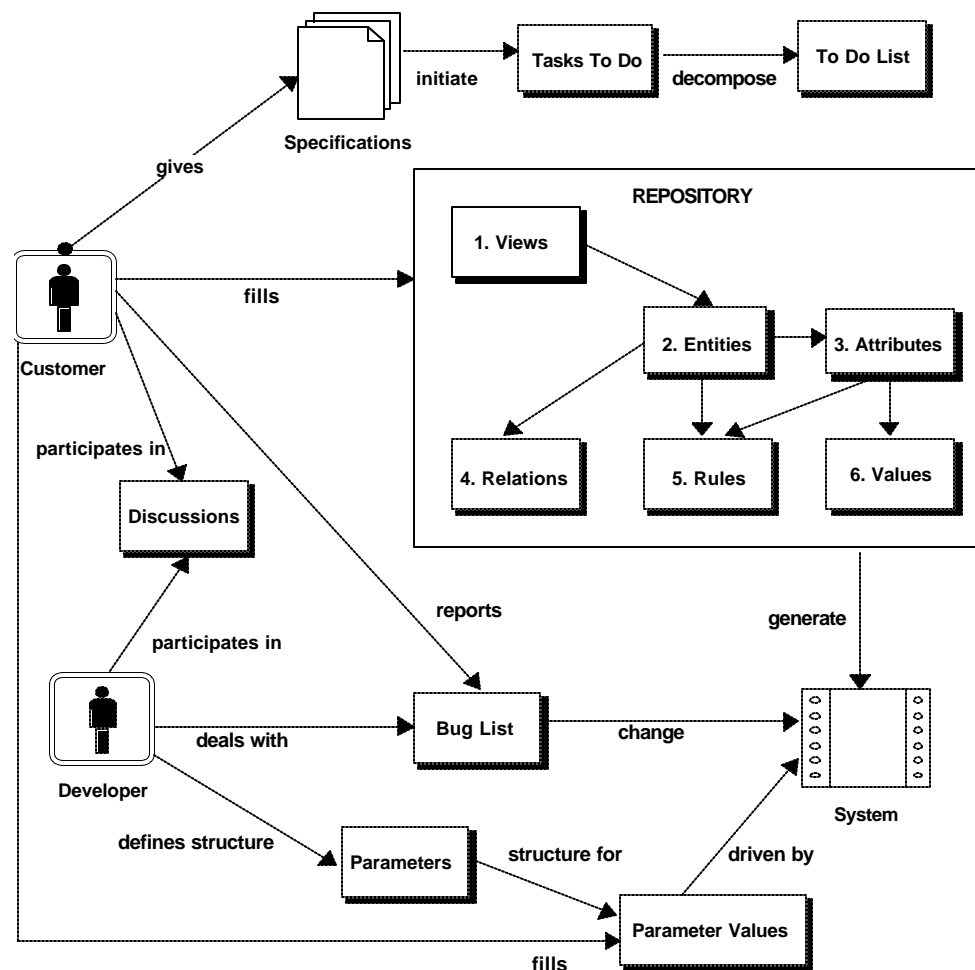 Tasks To Do
To Do List
initiate
decompose
Specifications
gives
REPOSITORY
1. Views
fills
2. Entities
3. Attributes
Customer
participates in
4. Relations
5. Rules
6. Values
Discussions
reports
generate
participates in
Bug List
deals with
change
Developer
System
defines structure
structure for
driven by
Parameters
Parameter Values
fills